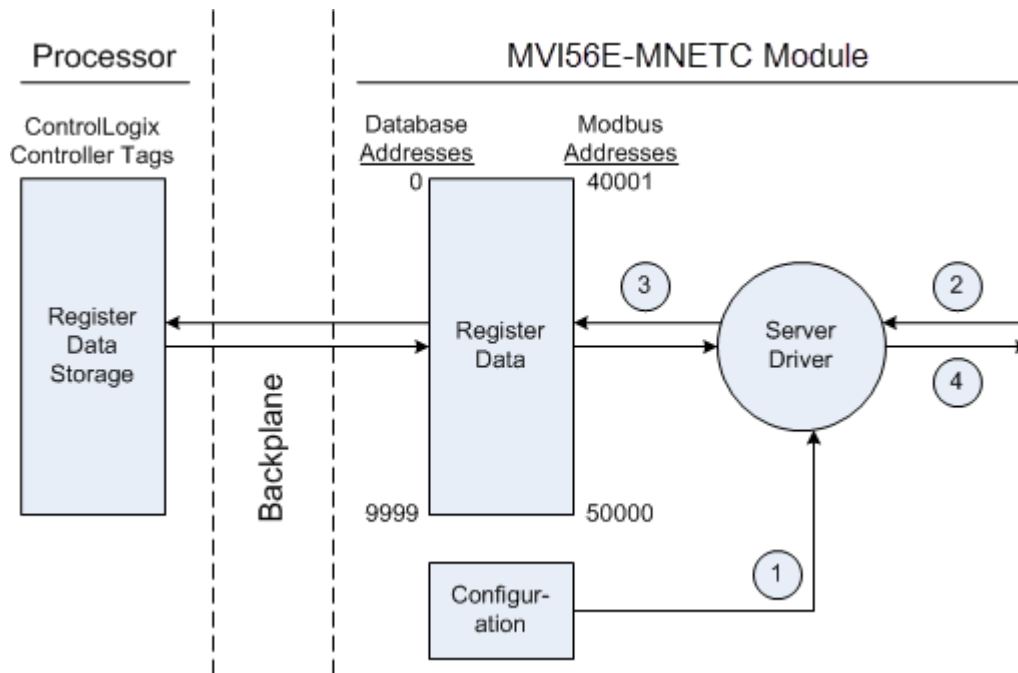 Processor
MVI56E-MNETC Module
ControlLogix
Controller Tags
Database
Addresses
Modbus
Addresses
0
40001
Register
Data
Storage
Backplane
Register
Data
3
Server
Driver
2
4
9999
50000
Configur-
ation
1